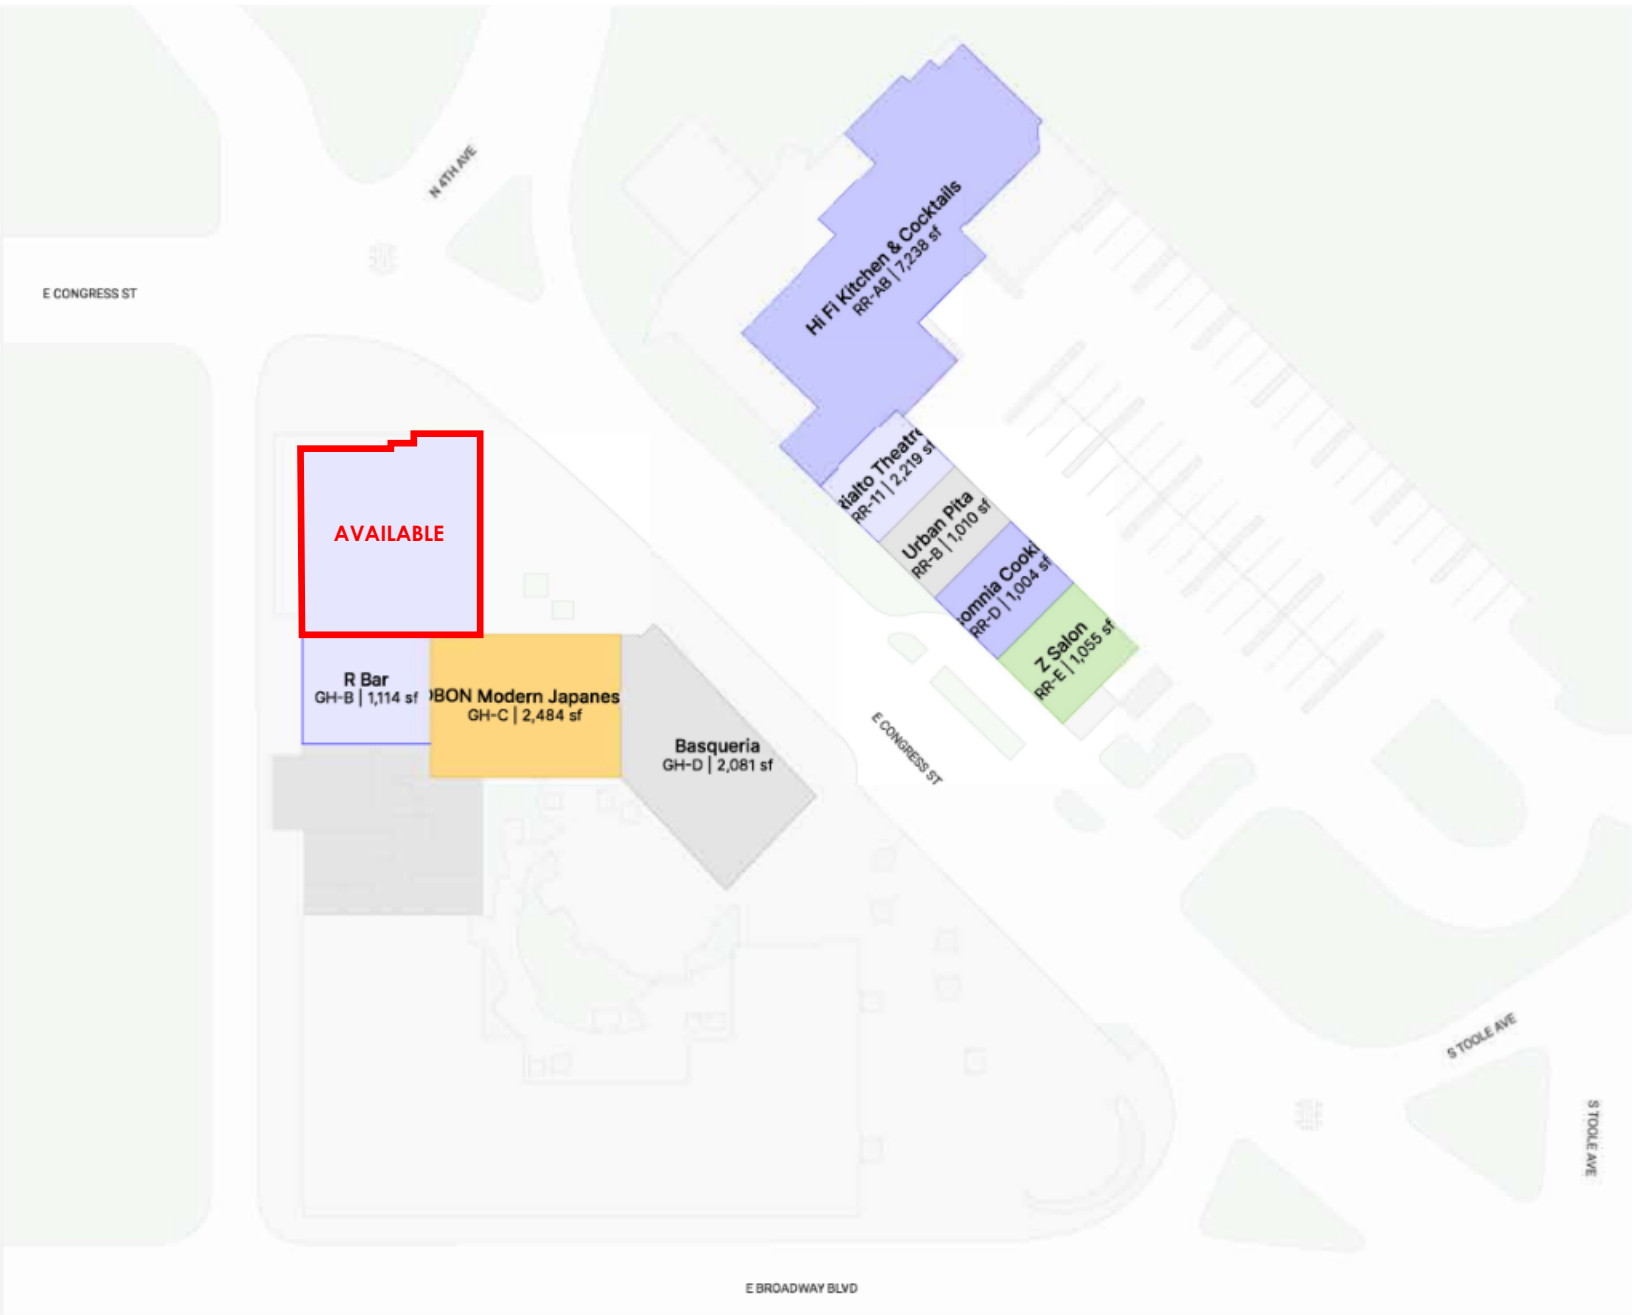 N 4TH AVE
E CONGRESS ST
Hi Fi Kitchen & Cocktails
RR-AB | 7,238 sf
Rialto Theatre
RR-11 | 2,219 sf
Urban Pita
RR-B | 1,010 sf
omnia Cooki
RR-D | 1,004 sf
Z Salon
RR-E | 1,055 sf
AVAILABLE
R Bar
GH-B | 1,114 sf
OBON Modern Japanes
GH-C | 2,484 sf
Basqueria
GH-D | 2,081 sf
E CONGRESS ST
S TOOLE AVE
S TOOLE AVE
E BROADWAY BLVD